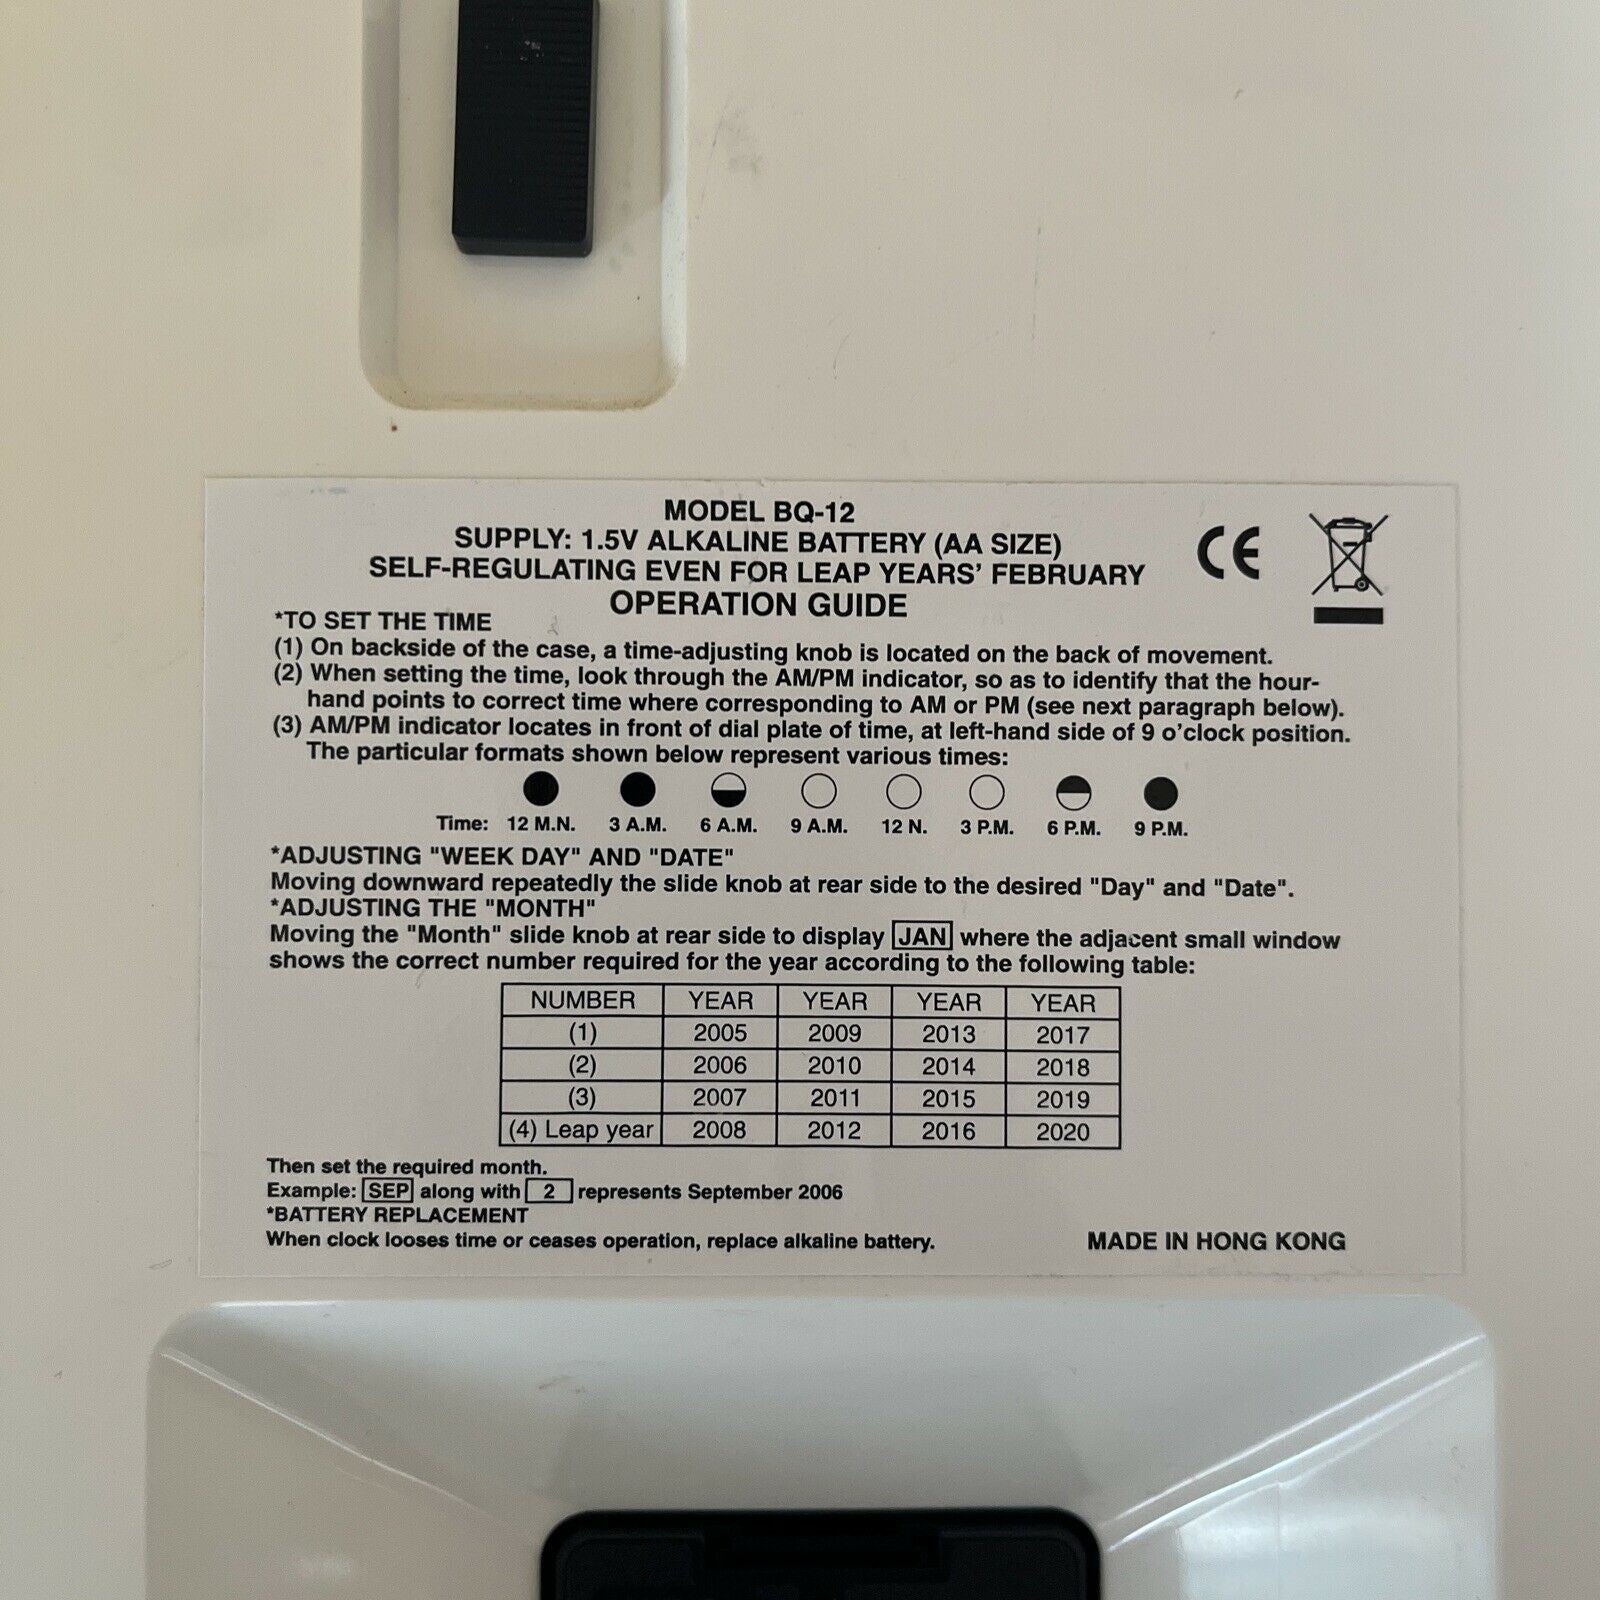 MODEL BQ-12
SUPPLY: 1.5V ALKALINE BATTERY (AA SIZE)
SELF-REGULATING EVEN FOR LEAP YEARS' FEBRUARY
CE
OPERATION GUIDE
*TO SET THE TIME
(1) On backside of the case, a time-adjusting knob is located on the back of movement.
(2) When setting the time, look through the AM/PM indicator, so as to identify that the hour-
hand points to correct time where corresponding to AM or PM (see next paragraph below).
(3) AM/PM indicator locates in front of dial plate of time, at left-hand side of 9 o'clock position.
The particular formats shown below represent various times:
Time: 12 M.N. 3 A.M. 6 A.M. 9 A.M. 12 N. 3 P.M. 6 P.M. 9 P.M.
*ADJUSTING "WEEK DAY" AND "DATE"
Moving downward repeatedly the slide knob at rear side to the desired "Day" and "Date".
*ADJUSTING THE "MONTH"
Moving the "Month" slide knob at rear side to display JAN where the adjacent small window
shows the correct number required for the year according to the following table:
NUMBER YEAR YEAR YEAR YEAR
(1) 2005 2009 2013 2017
(2) 2006 2010 2014 2018
(3) 2007 2011 2015 2019
(4) Leap year 2008 2012 2016 2020
Then set the required month.
Example: SEP along with 2 represents September 2006
*BATTERY REPLACEMENT
When clock looses time or ceases operation, replace alkaline battery.
MADE IN HONG KONG